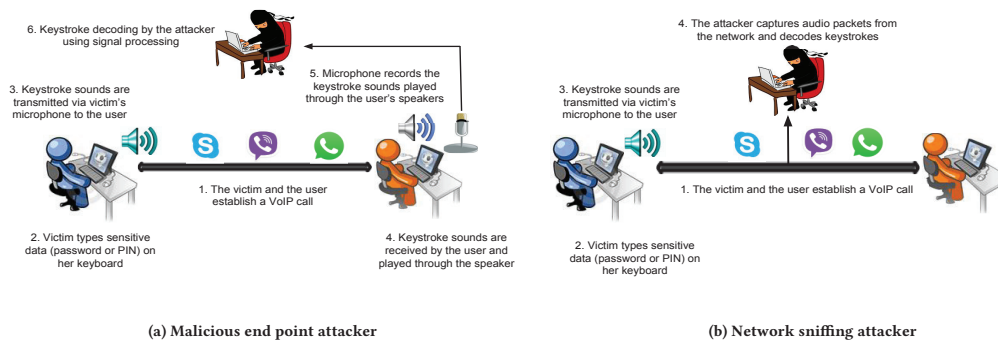 6. Keystroke decoding by the attacker
using signal processing
3. Keystroke sounds are
transmitted via victim's
microphone to the user
5. Microphone records the
keystroke sounds played
through the user's speakers
S
1. The victim and the user
establish a VoIP call
2. Victim types sensitive
data (password or PIN) on
her keyboard
4. Keystroke sounds are
received by the user and
played through the speaker
(a) Malicious end point attacker
4. The attacker captures audio packets from
the network and decodes keystrokes
3. Keystroke sounds are
transmitted via victim's
microphone to the user
S
1. The victim and the user establish a VoIP call
2. Victim types sensitive
data (password or PIN) on
her keyboard
(b) Network sniffing attacker